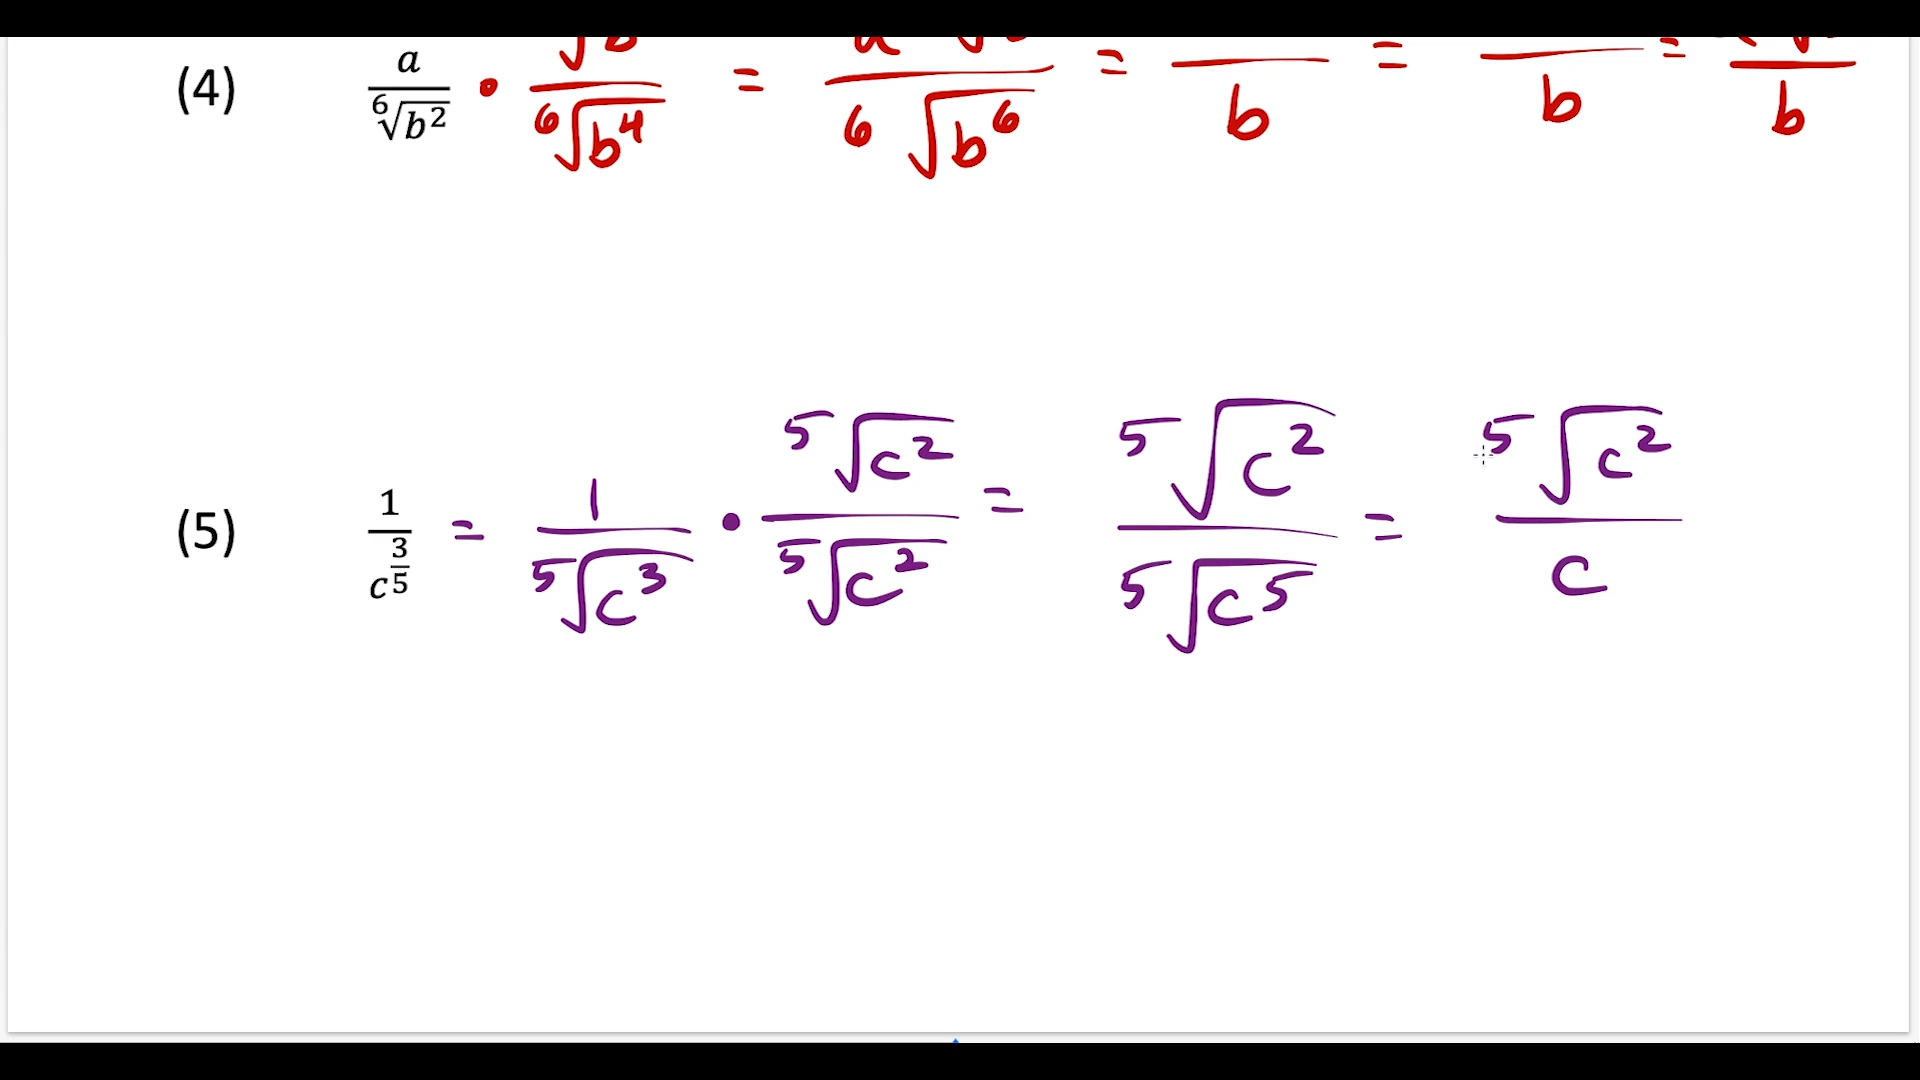 (4) a/⁶√b² • √b/⁶√b⁴ = a/⁶√b⁶ = /b = /b = /b
(5) 1/c^(3/5) = 1/⁵√c³ • ⁵√c²/⁵√c² = ⁵√c²/⁵√c⁵ = ⁵√c²/c